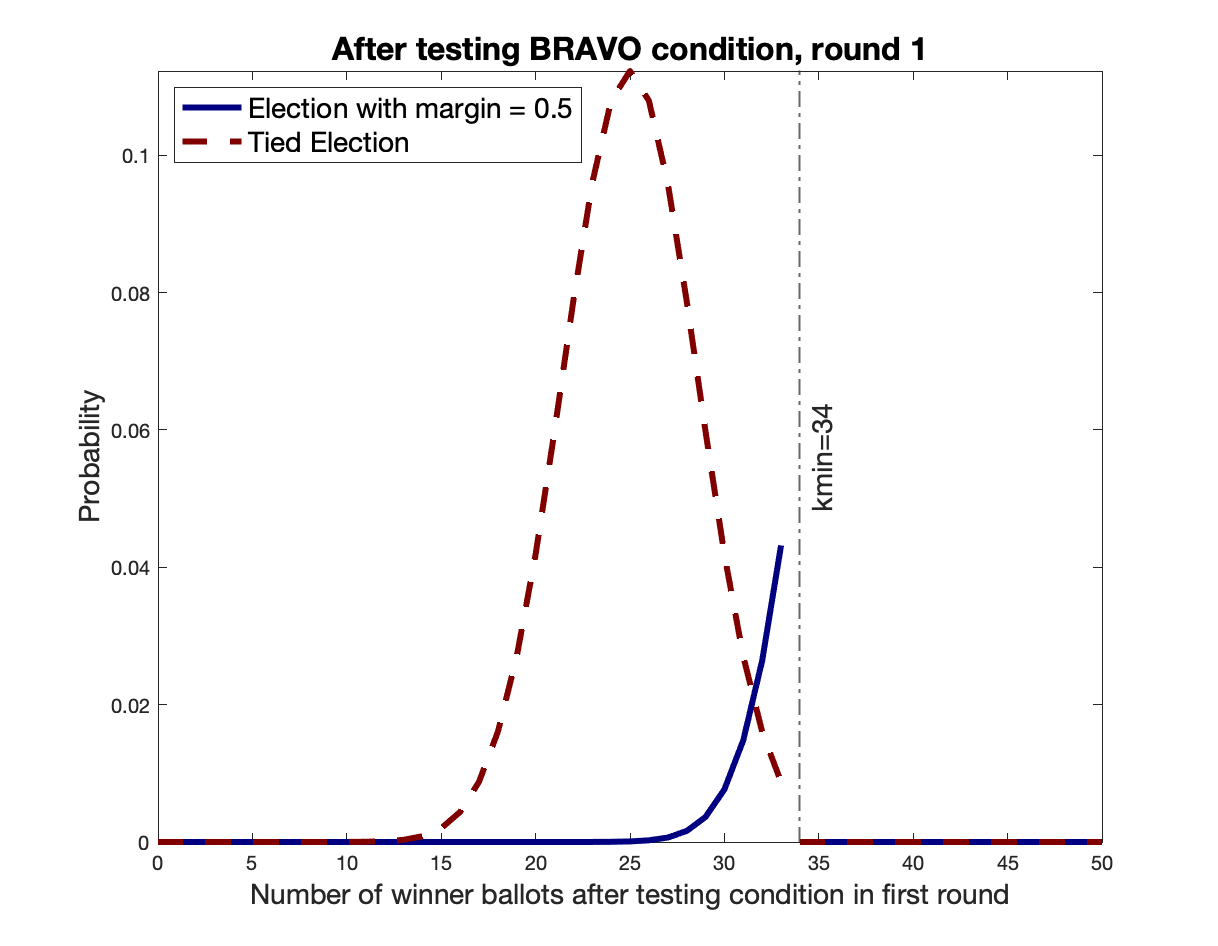 After testing BRAVO condition, round 1
Election with margin = 0.5
Tied Election
0.1
0.08
0.06
0.04
0.02
0
Probability
kmin=34
0 5 10 15 20 25 30 35 40 45 50
Number of winner ballots after testing condition in first round